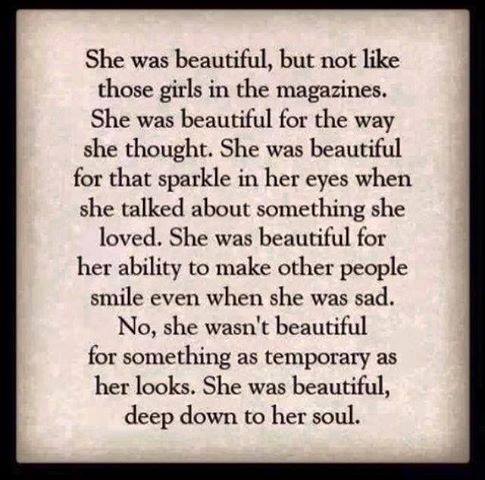 She was beautiful, but not like
those girls in the magazines.
She was beautiful for the way
she thought. She was beautiful
for that sparkle in her eyes when
she talked about something she
loved. She was beautiful for
her ability to make other people
smile even when she was sad.
No, she wasn't beautiful
for something as temporary as
her looks. She was beautiful,
deep down to her soul.